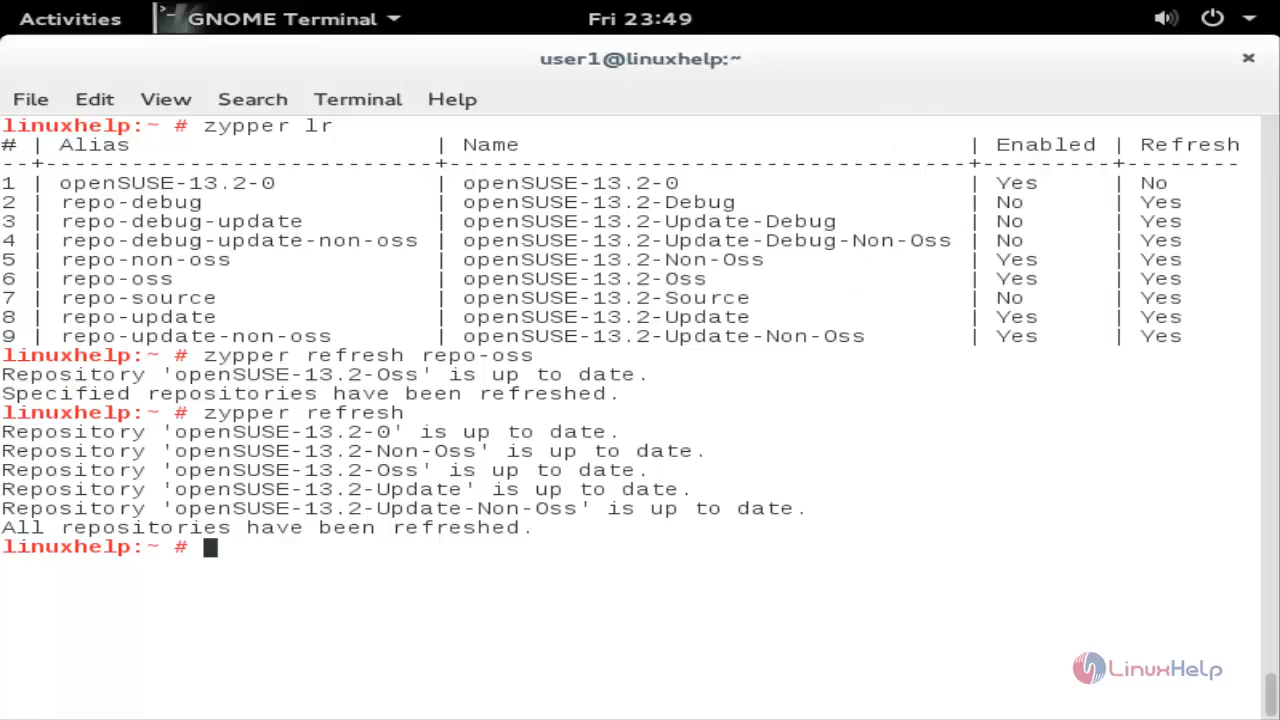 Activities GNOME Terminal Fri 23:49
user1@linuxhelp:~
File Edit View Search Terminal Help
linuxhelp:~ # zypper lr
# | Alias | Name | Enabled | Refresh
--+---------------------------+------------------------------------+---------+--------
1 | openSUSE-13.2-0 | openSUSE-13.2-0 | Yes | No
2 | repo-debug | openSUSE-13.2-Debug | No | Yes
3 | repo-debug-update | openSUSE-13.2-Update-Debug | No | Yes
4 | repo-debug-update-non-oss | openSUSE-13.2-Update-Debug-Non-Oss | No | Yes
5 | repo-non-oss | openSUSE-13.2-Non-Oss | Yes | Yes
6 | repo-oss | openSUSE-13.2-Oss | Yes | Yes
7 | repo-source | openSUSE-13.2-Source | No | Yes
8 | repo-update | openSUSE-13.2-Update | Yes | Yes
9 | repo-update-non-oss | openSUSE-13.2-Update-Non-Oss | Yes | Yes
linuxhelp:~ # zypper refresh repo-oss
Repository 'openSUSE-13.2-Oss' is up to date.
Specified repositories have been refreshed.
linuxhelp:~ # zypper refresh
Repository 'openSUSE-13.2-0' is up to date.
Repository 'openSUSE-13.2-Non-Oss' is up to date.
Repository 'openSUSE-13.2-Oss' is up to date.
Repository 'openSUSE-13.2-Update' is up to date.
Repository 'openSUSE-13.2-Update-Non-Oss' is up to date.
All repositories have been refreshed.
linuxhelp:~ #
LinuxHelp